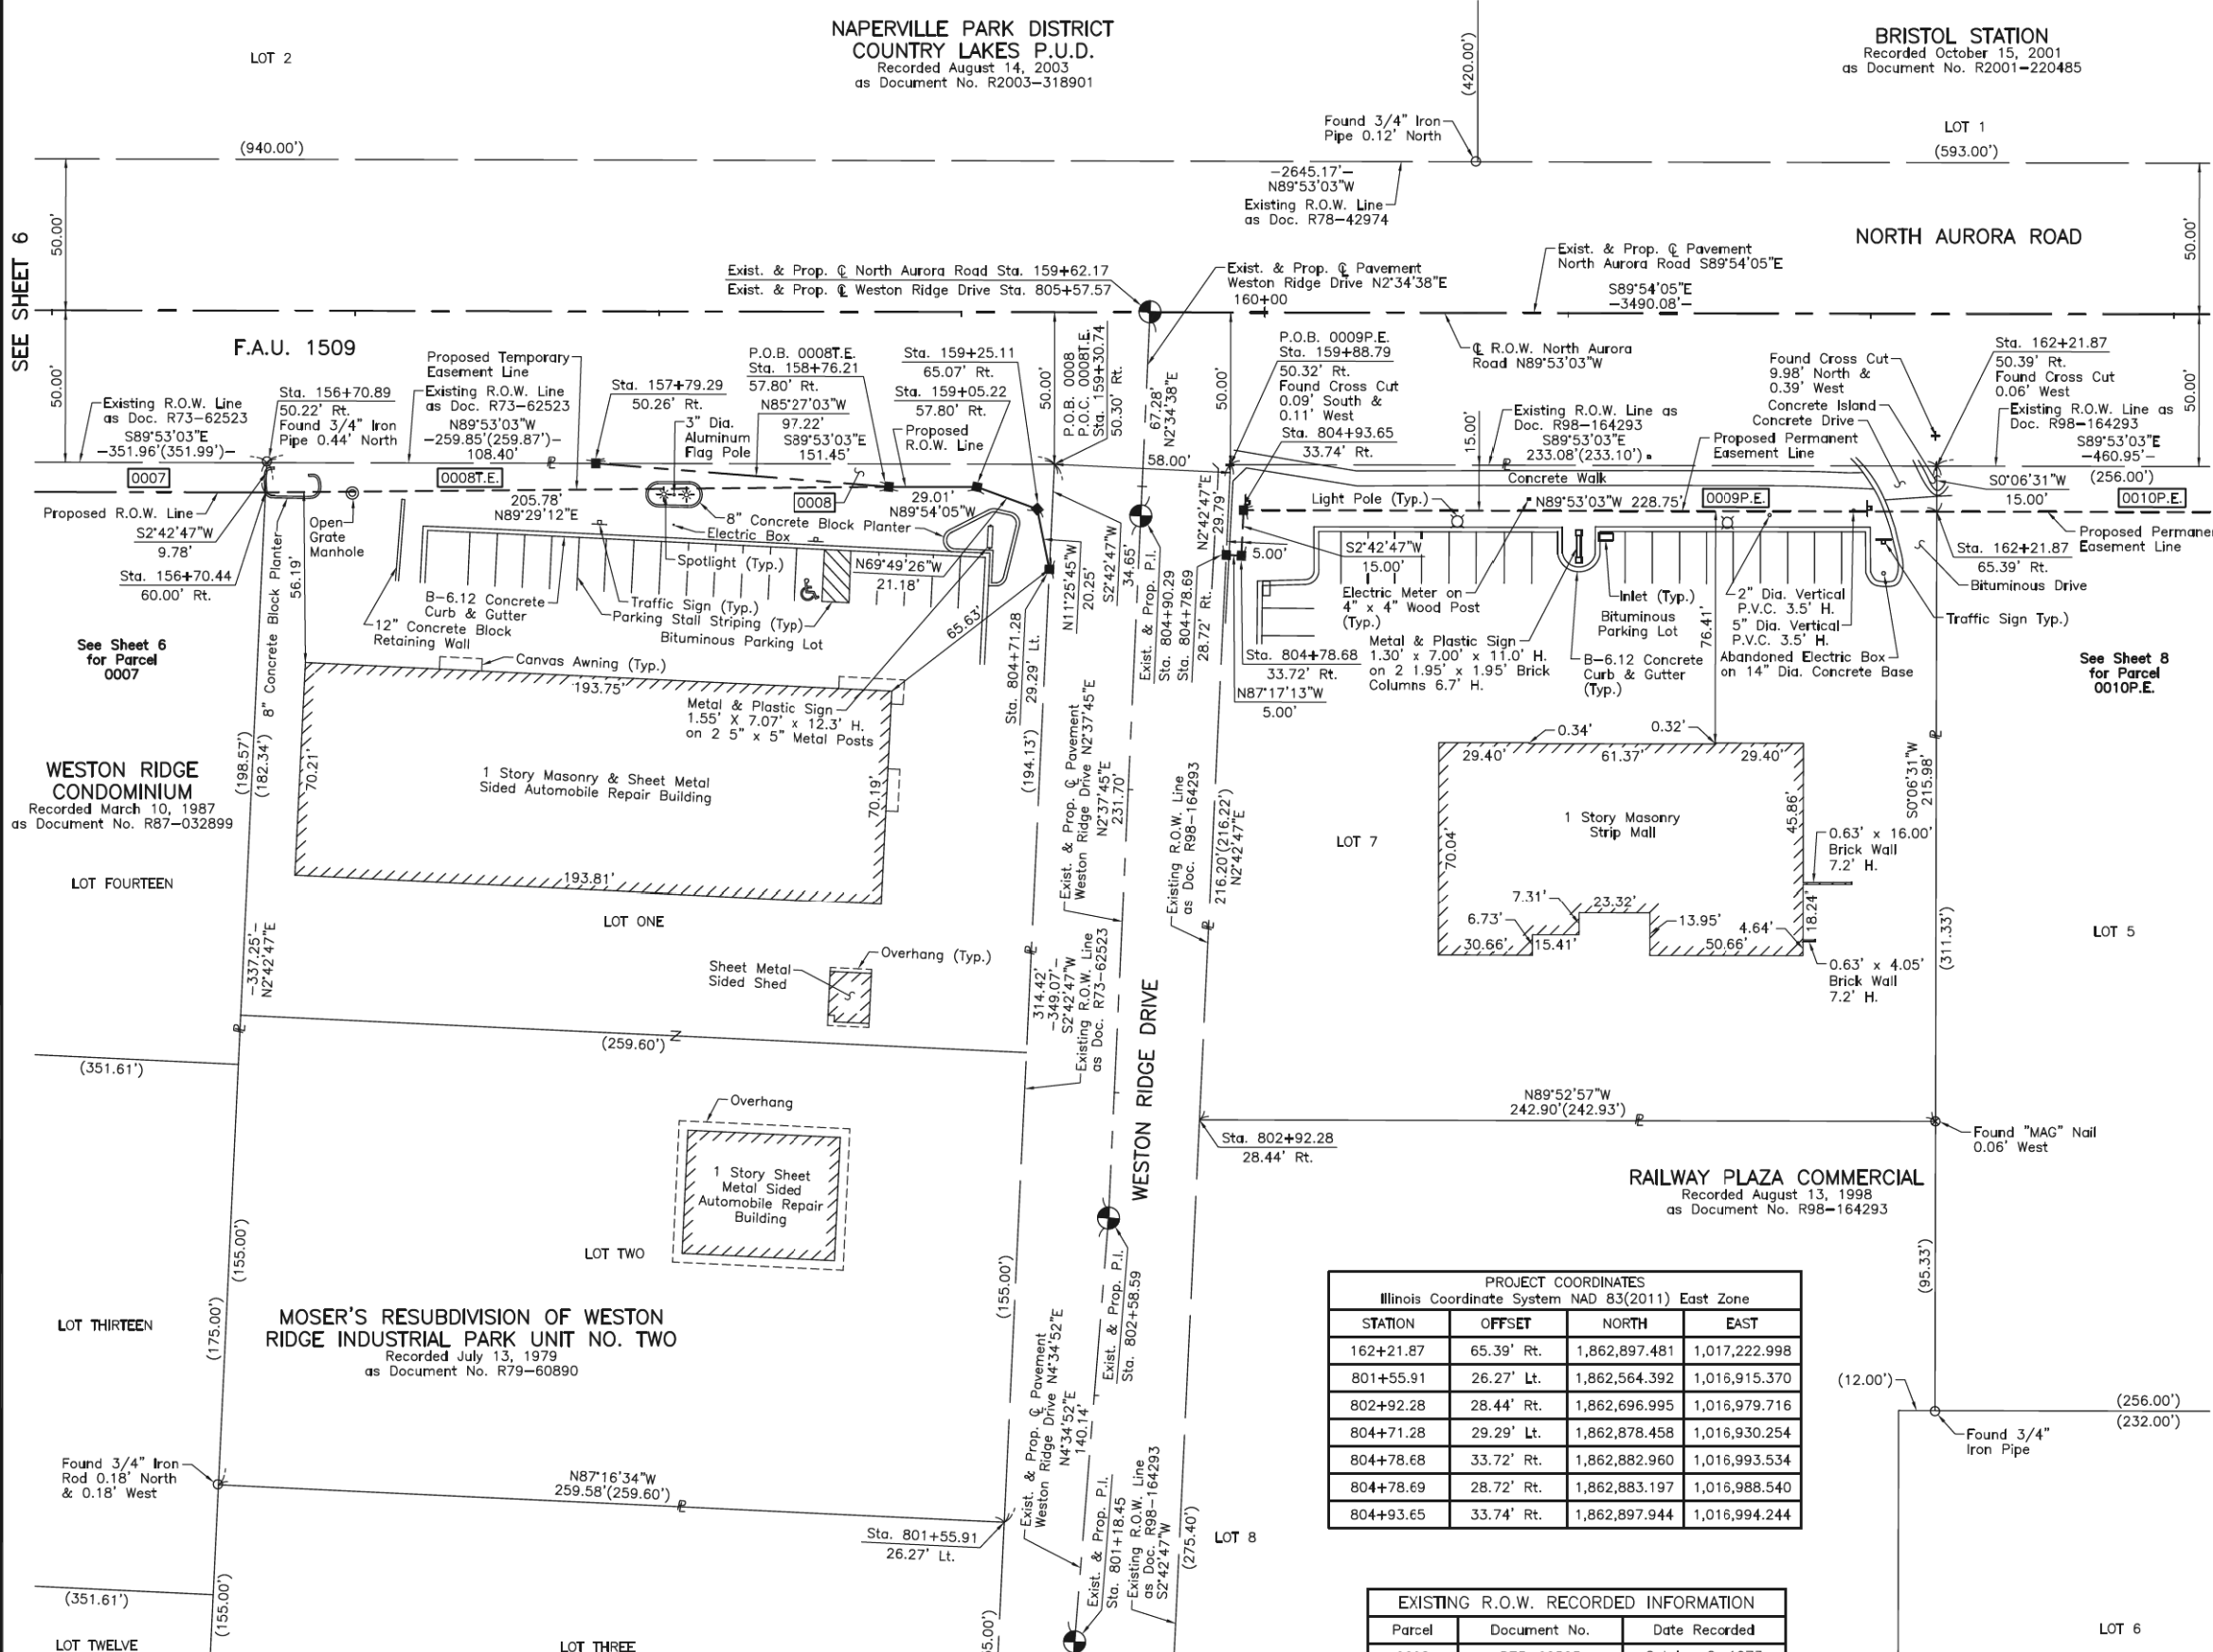 NAPERVILLE PARK DISTRICT
COUNTRY LAKES P.U.D.
Recorded August 14, 2003
as Document No. R2003-318901
BRISTOL STATION
Recorded October 15, 2001
as Document No. R2001-220485
LOT 2
LOT 1
(420.00')
(940.00')
(593.00')
Found 3/4" Iron
Pipe 0.12' North
-2645.17'-
N89°53'03"W
Existing R.O.W. Line
as Doc. R78-42974
NORTH AURORA ROAD
SEE SHEET 6
50.00'
50.00'
50.00'
50.00'
Exist. & Prop. ℄ North Aurora Road Sta. 159+62.17
Exist. & Prop. ℄ Weston Ridge Drive Sta. 805+57.57
Exist. & Prop. ℄ Pavement
Weston Ridge Drive N2°34'38"E
160+00
Exist. & Prop. ℄ Pavement
North Aurora Road S89°54'05"E
S89°54'05"E
-3490.08'-
℄ R.O.W. North Aurora
Road N89°53'03"W
F.A.U. 1509
Existing R.O.W. Line
as Doc. R73-62523
S89°53'03"E
-351.96'(351.99')-
Sta. 156+70.89
50.22' Rt.
Found 3/4" Iron
Pipe 0.44' North
Proposed Temporary
Easement Line
Existing R.O.W. Line
as Doc. R73-62523
N89°53'03"W
-259.85'(259.87')-
108.40'
Sta. 157+79.29
50.26' Rt.
3" Dia.
Aluminum
Flag Pole
P.O.B. 0008T.E.
Sta. 158+76.21
57.80' Rt.
N85°27'03"W
97.22'
S89°53'03"E
151.45'
Sta. 159+25.11
65.07' Rt.
Sta. 159+05.22
57.80' Rt.
Proposed
R.O.W. Line
50.00'
P.O.B. 0008
P.O.C. 0008T.E.
Sta. 159+30.74
50.30' Rt.
67.28'
N2°34'38"E
50.00'
58.00'
P.O.B. 0009P.E.
Sta. 159+88.79
50.32' Rt.
Found Cross Cut
0.09' South &
0.11' West
Sta. 804+93.65
33.74' Rt.
15.00'
Existing R.O.W. Line as
Doc. R98-164293
S89°53'03"E
233.08'(233.10')
Proposed Permanent
Easement Line
Found Cross Cut
9.98' North &
0.39' West
Concrete Island
Concrete Drive
Sta. 162+21.87
50.39' Rt.
Found Cross Cut
0.06' West
Existing R.O.W. Line as
Doc. R98-164293
S89°53'03"E
-460.95'-
(256.00')
S0°06'31"W
15.00'
0007
0008T.E.
0008
0009P.E.
0010P.E.
Proposed R.O.W. Line
S2°42'47"W
9.78'
Sta. 156+70.44
60.00' Rt.
Open
Grate
Manhole
205.78'
N89°29'12"E
8" Concrete Block Planter
Electric Box
Spotlight (Typ.)
29.01'
N89°54'05"W
N69°49'26"W
21.18'
N11°25'45"W
20.25'
S2°42'47"W
34.65'
N2°42'47"E
29.79'
5.00'
Concrete Walk
Light Pole (Typ.)
N89°53'03"W 228.75'
S2°42'47"W
15.00'
Proposed Permanen
Easement Line
Sta. 162+21.87
65.39' Rt.
Bituminous Drive
Traffic Sign Typ.)
56.19'
8" Concrete Block Planter
12" Concrete Block
Retaining Wall
B-6.12 Concrete
Curb & Gutter
Traffic Sign (Typ.)
Parking Stall Striping (Typ)
Bituminous Parking Lot
65.63'
Canvas Awning (Typ.)
193.75'
Metal & Plastic Sign
1.55' X 7.07' x 12.3' H.
on 2 5" x 5" Metal Posts
Sta. 804+71.28
29.29' Lt.
Exist. & Prop. P.I.
Sta. 804+90.29
Sta. 804+78.69
28.72' Rt.
Sta. 804+78.68
33.72' Rt.
N87°17'13"W
5.00'
Electric Meter on
4" x 4" Wood Post
(Typ.)
Metal & Plastic Sign
1.30' x 7.00' x 11.0' H.
on 2 1.95' x 1.95' Brick
Columns 6.7' H.
Inlet (Typ.)
Bituminous
Parking Lot
B-6.12 Concrete
Curb & Gutter
(Typ.)
76.41'
2" Dia. Vertical
P.V.C. 3.5' H.
5" Dia. Vertical
P.V.C. 3.5' H.
Abandoned Electric Box
on 14" Dia. Concrete Base
See Sheet 6
for Parcel
0007
See Sheet 8
for Parcel
0010P.E.
WESTON RIDGE
CONDOMINIUM
Recorded March 10, 1987
as Document No. R87-032899
LOT FOURTEEN
(198.57')
(182.34')
70.21'
1 Story Masonry & Sheet Metal
Sided Automobile Repair Building
70.19'
193.81'
LOT ONE
(194.13')
Exist. & Prop. ℄ Pavement
Weston Ridge Drive N2°37'45"E
N2°37'45"E
231.70'
Existing R.O.W. Line
as Doc. R98-164293
216.20'(216.22')
N2°42'47"E
LOT 7
0.34'
0.32'
29.40'
61.37'
29.40'
1 Story Masonry
Strip Mall
70.04'
45.86'
0.63' x 16.00'
Brick Wall
7.2' H.
7.31'
23.32'
6.73'
13.95'
4.64'
18.24'
30.66'
15.41'
50.66'
0.63' x 4.05'
Brick Wall
7.2' H.
S0°06'31"W
215.98'
(311.33')
LOT 5
-337.25'-
N2°42'47"E
Sheet Metal
Sided Shed
Overhang (Typ.)
314.42'
-349.07'-
S2°42'47"W
Existing R.O.W. Line
as Doc. R73-62523
(259.60')
(351.61')
WESTON RIDGE DRIVE
Overhang
1 Story Sheet
Metal Sided
Automobile Repair
Building
LOT TWO
N89°52'57"W
242.90'(242.93')
Sta. 802+92.28
28.44' Rt.
Found "MAG" Nail
0.06' West
RAILWAY PLAZA COMMERCIAL
Recorded August 13, 1998
as Document No. R98-164293
(155.00')
(175.00')
LOT THIRTEEN
MOSER'S RESUBDIVISION OF WESTON
RIDGE INDUSTRIAL PARK UNIT NO. TWO
Recorded July 13, 1979
as Document No. R79-60890
(155.00')
Exist. & Prop. P.I.
Sta. 802+58.59
Exist. & Prop. ℄ Pavement
Weston Ridge Drive N4°34'52"E
N4°34'52"E
140.14'
(95.33')
PROJECT COORDINATES
Illinois Coordinate System NAD 83(2011) East Zone
STATION OFFSET NORTH EAST
162+21.87 65.39' Rt. 1,862,897.481 1,017,222.998
801+55.91 26.27' Lt. 1,862,564.392 1,016,915.370
802+92.28 28.44' Rt. 1,862,696.995 1,016,979.716
804+71.28 29.29' Lt. 1,862,878.458 1,016,930.254
804+78.68 33.72' Rt. 1,862,882.960 1,016,993.534
804+78.69 28.72' Rt. 1,862,883.197 1,016,988.540
804+93.65 33.74' Rt. 1,862,897.944 1,016,994.244
(12.00')
(256.00')
(232.00')
Found 3/4"
Iron Pipe
Found 3/4" Iron
Rod 0.18' North
& 0.18' West
N87°16'34"W
259.58'(259.60')
Sta. 801+55.91
26.27' Lt.
Exist. & Prop. P.I.
Sta. 801+18.45
Existing R.O.W. Line
as Doc. R98-164293
S2°42'47"W
(275.40')
LOT 8
(351.61')
(155.00')
LOT TWELVE
LOT THREE
5.00')
EXISTING R.O.W. RECORDED INFORMATION
Parcel Document No. Date Recorded
LOT 6